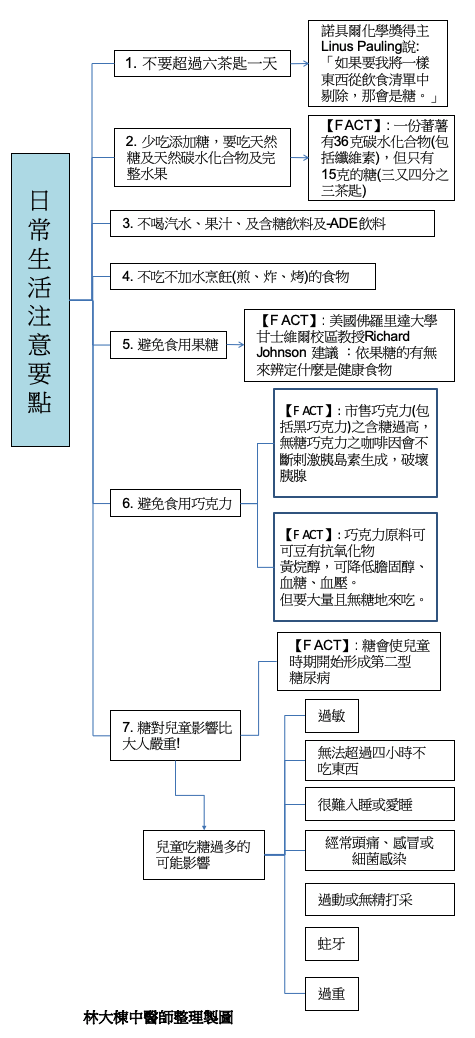 日常生活注意要點
1. 不要超過六茶匙一天
諾貝爾化學獎得主
Linus Pauling說:
「如果要我將一樣
東西從飲食清單中
剔除，那會是糖。」
2. 少吃添加糖，要吃天然
糖及天然碳水化合物及完
整水果
【FACT】: 一份蕃薯
有36克碳水化合物(包
括纖維素)，但只有
15克的糖(三又四分之
三茶匙)
3. 不喝汽水、果汁、及含糖飲料及-ADE飲料
4. 不吃不加水烹飪(煎、炸、烤)的食物
5. 避免食用果糖
【FACT】: 美國佛羅里達大學
甘士維爾校區教授Richard
Johnson 建議 ：依果糖的有無
來辨定什麼是健康食物
6. 避免食用巧克力
【FACT】: 市售巧克力(包
括黑巧克力)之含糖過高，
無糖巧克力之咖啡因會不
斷刺激胰島素生成，破壞
胰腺
【FACT】: 巧克力原料可
可豆有抗氧化物
黃烷醇，可降低膽固醇、
血糖、血壓。
但要大量且無糖地來吃。
7. 糖對兒童影響比
大人嚴重!
【FACT】: 糖會使兒童
時期開始形成第二型
糖尿病
兒童吃糖過多的
可能影響
過敏
無法超過四小時不
吃東西
很難入睡或愛睡
經常頭痛、感冒或
細菌感染
過動或無精打采
蛀牙
過重
林大棟中醫師整理製圖